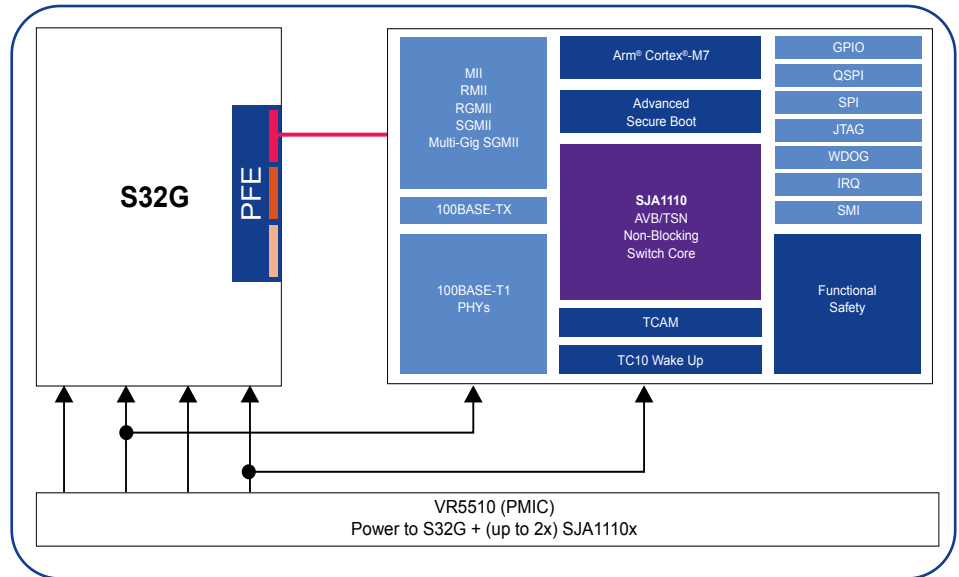 S32G
PFE
MII
RMII
RGMII
SGMII
Multi-Gig SGMII
100BASE-TX
100BASE-T1
PHYs
Arm® Cortex®-M7
Advanced
Secure Boot
SJA1110
AVB/TSN
Non-Blocking
Switch Core
TCAM
TC10 Wake Up
GPIO
QSPI
SPI
JTAG
WDOG
IRQ
SMI
Functional
Safety
VR5510 (PMIC)
Power to S32G + (up to 2x) SJA1110x